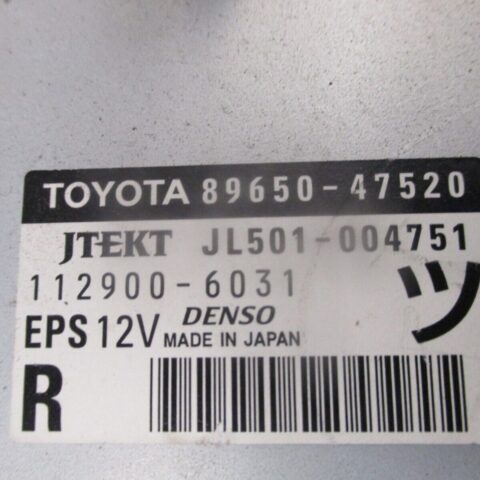 TOYOTA 89650-47520
JTEKT JL501-004751
112900-6031 ツ
EPS 12V DENSO MADE IN JAPAN
R